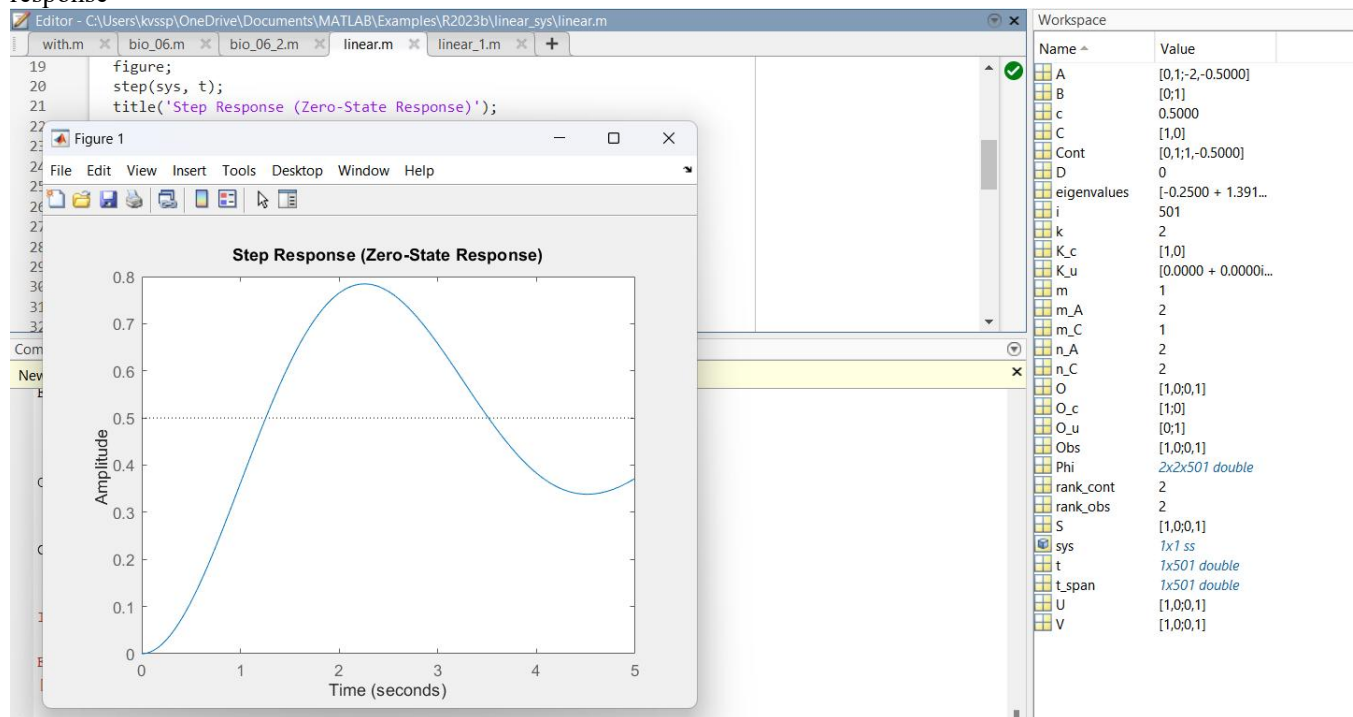 response
Editor - C:\Users\kvssp\OneDrive\Documents\MATLAB\Examples\R2023b\linear_sys\linear.m
with.m bio_06.m bio_06_2.m linear.m linear_1.m
19 figure;
20 step(sys, t);
21 title('Step Response (Zero-State Response)');
22
Figure 1
File Edit View Insert Tools Desktop Window Help
Step Response (Zero-State Response)
0.8
0.7
0.6
0.5
0.4
0.3
0.2
0.1
0
Amplitude
0 1 2 3 4 5
Time (seconds)
Com
New
Workspace
Name Value
A [0,1;-2,-0.5000]
B [0;1]
c 0.5000
C [1,0]
Cont [0,1;1,-0.5000]
D 0
eigenvalues [-0.2500 + 1.391...
i 501
k 2
K_c [1,0]
K_u [0.0000 + 0.0000i...
m 1
m_A 2
m_C 1
n_A 2
n_C 2
O [1,0;0,1]
O_c [1;0]
O_u [0;1]
Obs [1,0;0,1]
Phi 2x2x501 double
rank_cont 2
rank_obs 2
S [1,0;0,1]
sys 1x1 ss
t 1x501 double
t_span 1x501 double
U [1,0;0,1]
V [1,0;0,1]